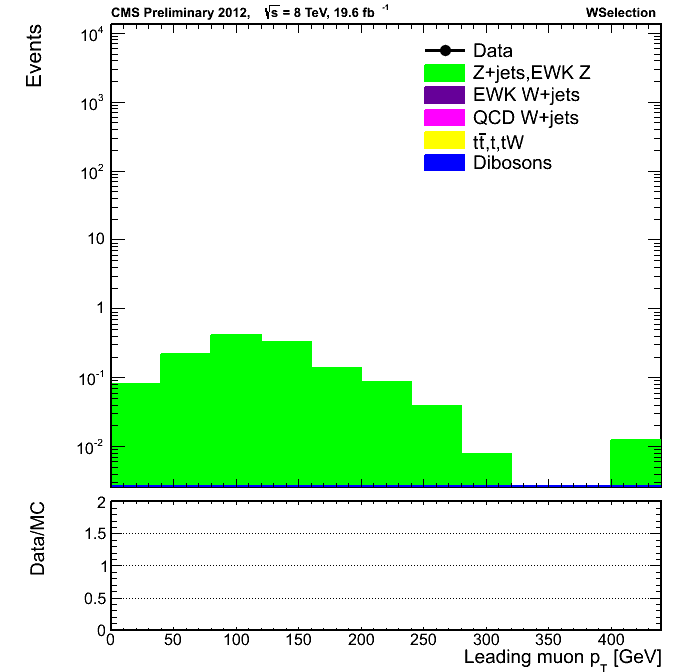 CMS Preliminary 2012, √s = 8 TeV, 19.6 fb⁻¹ WSelection
Events
10⁴
10³
10²
10
1
10⁻¹
10⁻²
Data
Z+jets,EWK Z
EWK W+jets
QCD W+jets
tt̄,t,tW
Dibosons
Data/MC
2
1.5
1
0.5
0
0 50 100 150 200 250 300 350 400
Leading muon p_T [GeV]